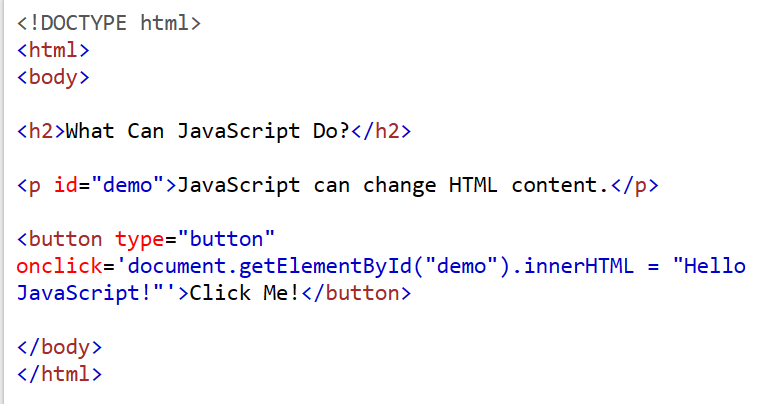 <!DOCTYPE html>
<html>
<body>
<h2>What Can JavaScript Do?</h2>
<p id="demo">JavaScript can change HTML content.</p>
<button type="button"
onclick='document.getElementById("demo").innerHTML = "Hello
JavaScript!"'>Click Me!</button>
</body>
</html>